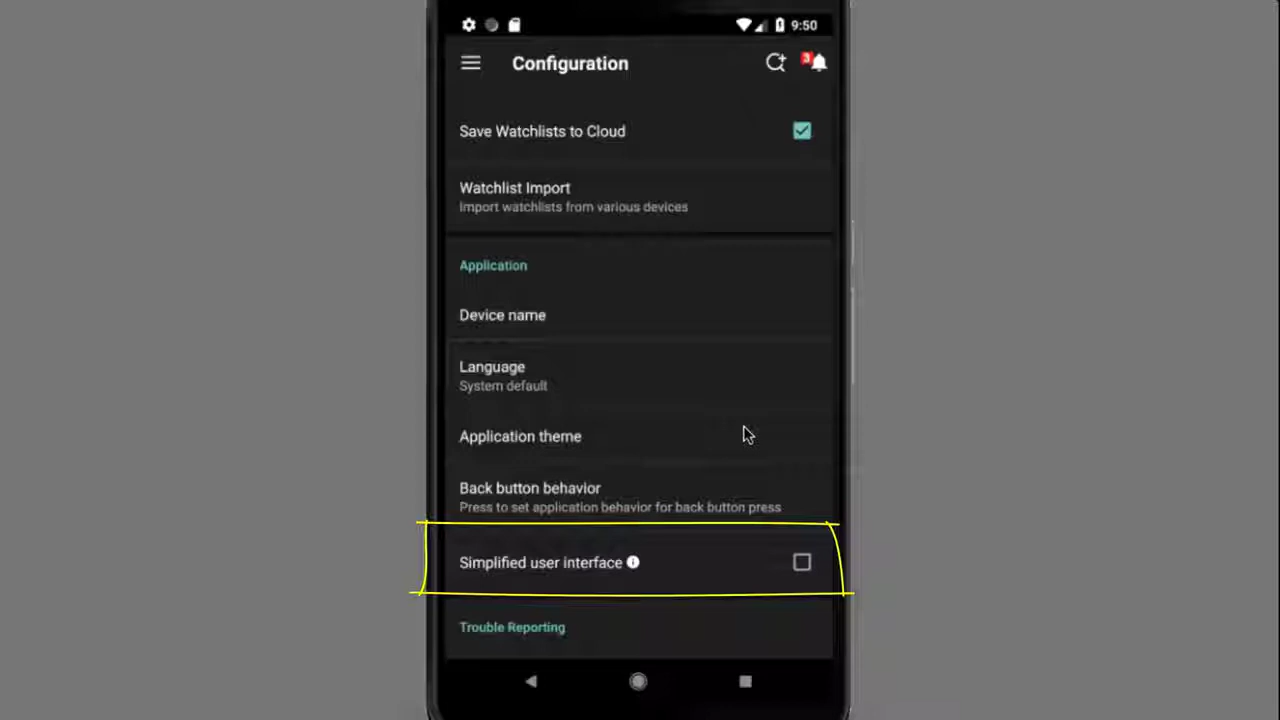 9:50
Configuration
3
Save Watchlists to Cloud
Watchlist Import
Import watchlists from various devices
Application
Device name
Language
System default
Application theme
Back button behavior
Press to set application behavior for back button press
Simplified user interface
Trouble Reporting